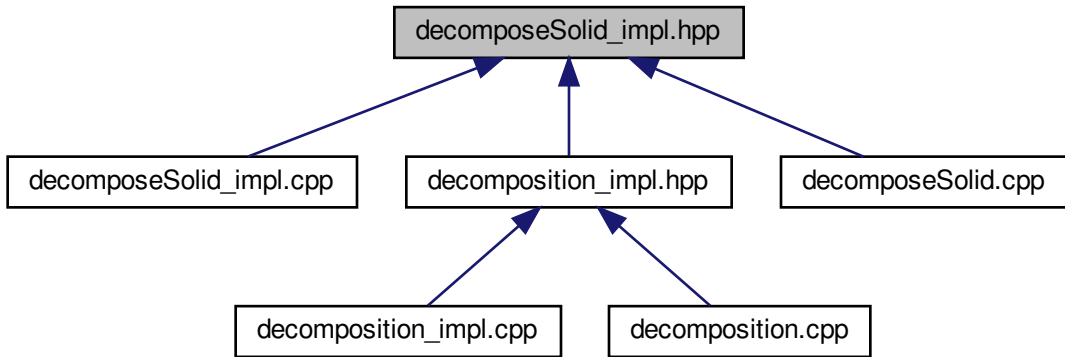 decomposeSolid_impl.hpp
decomposeSolid_impl.cpp
decomposition_impl.hpp
decomposeSolid.cpp
decomposition_impl.cpp
decomposition.cpp